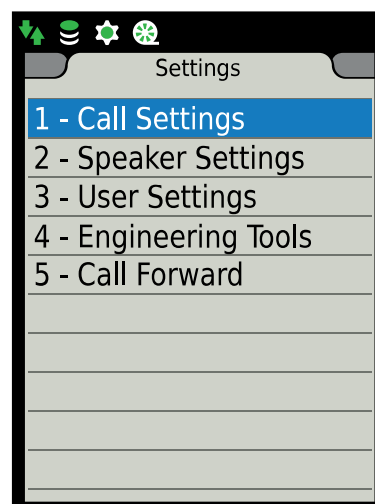 Settings
1 - Call Settings
2 - Speaker Settings
3 - User Settings
4 - Engineering Tools
5 - Call Forward